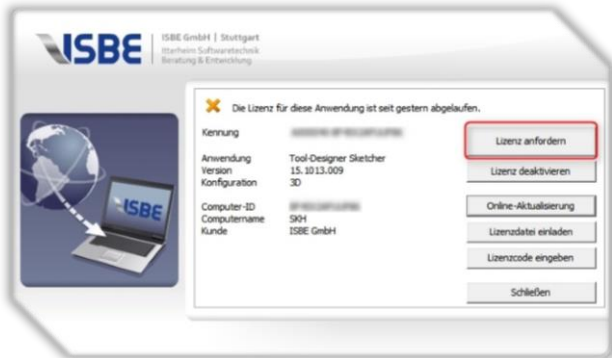 ISBE
ISBE GmbH | Stuttgart
Itterheim Softwaretechnik
Beratung & Entwicklung
Die Lizenz für diese Anwendung ist seit gestern abgelaufen.
Kennung
Lizenz anfordern
Anwendung Tool-Designer Sketcher
Version 15.1013.009
Lizenz deaktivieren
Konfiguration 3D
Computer-ID
Online-Aktualisierung
Computername SKH
Kunde ISBE GmbH
Lizenzdatei einladen
Lizenzcode eingeben
Schließen
ISBE